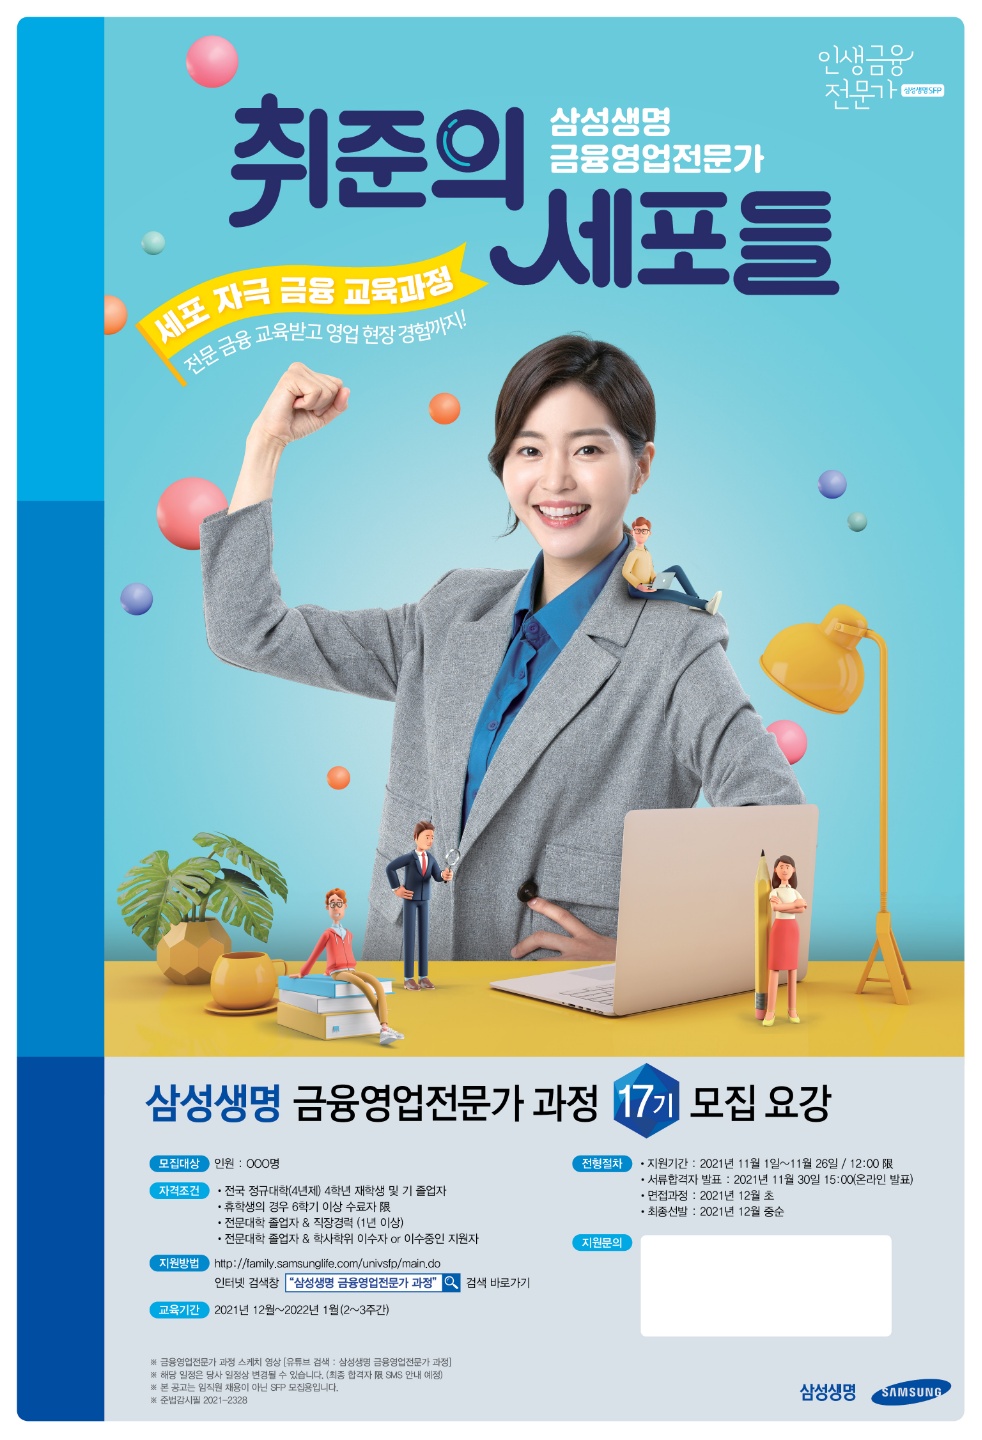 인생금융
전문가 삼성생명SFP
취준의
삼성생명
금융영업전문가
세포들
세포 자극 금융 교육과정
전문 금융 교육받고 영업 현장 경험까지!
삼성생명 금융영업전문가 과정 17기 모집 요강
모집대상 인원 : OOO명
자격조건 • 전국 정규대학(4년제) 4학년 재학생 및 기 졸업자
• 휴학생의 경우 6학기 이상 수료자 限
• 전문대학 졸업자 & 직장경력 (1년 이상)
• 전문대학 졸업자 & 학사학위 이수자 or 이수중인 지원자
지원방법 http://family.samsunglife.com/univsfp/main.do
인터넷 검색창 "삼성생명 금융영업전문가 과정" 검색 바로가기
교육기간 2021년 12월~2022년 1월(2~3주간)
전형절차 • 지원기간 : 2021년 11월 1일~11월 26일 / 12:00 限
• 서류합격자 발표 : 2021년 11월 30일 15:00(온라인 발표)
• 면접과정 : 2021년 12월 초
• 최종선발 : 2021년 12월 중순
지원문의
※ 금융영업전문가 과정 스케치 영상 [유튜브 검색 : 삼성생명 금융영업전문가 과정]
※ 해당 일정은 당사 일정상 변경될 수 있습니다. (최종 합격자 限 SMS 안내 예정)
※ 본 공고는 임직원 채용이 아닌 SFP 모집용입니다.
※ 준법감시필 2021-2328
삼성생명 SAMSUNG